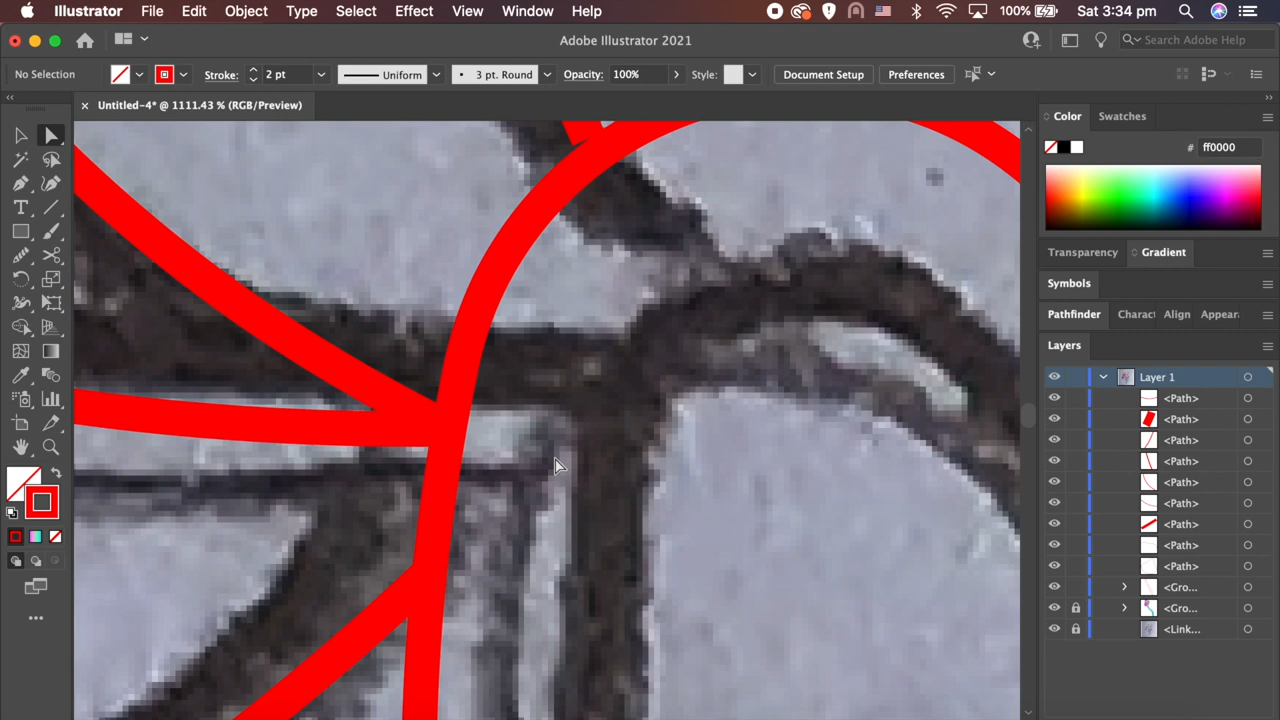 Illustrator File Edit Object Type Select Effect View Window Help 100% Sat 3:34 pm
Adobe Illustrator 2021 Search Adobe Help
No Selection Stroke: 2 pt Uniform 3 pt. Round Opacity: 100% Style: Document Setup Preferences
Untitled-4* @ 1111.43 % (RGB/Preview)
Color Swatches
# ff0000
Transparency Gradient
Symbols
Pathfinder Charact Align Appear
Layers
Layer 1
<Path>
<Path>
<Path>
<Path>
<Path>
<Path>
<Path>
<Path>
<Path>
<Gro...
<Gro...
<Link...